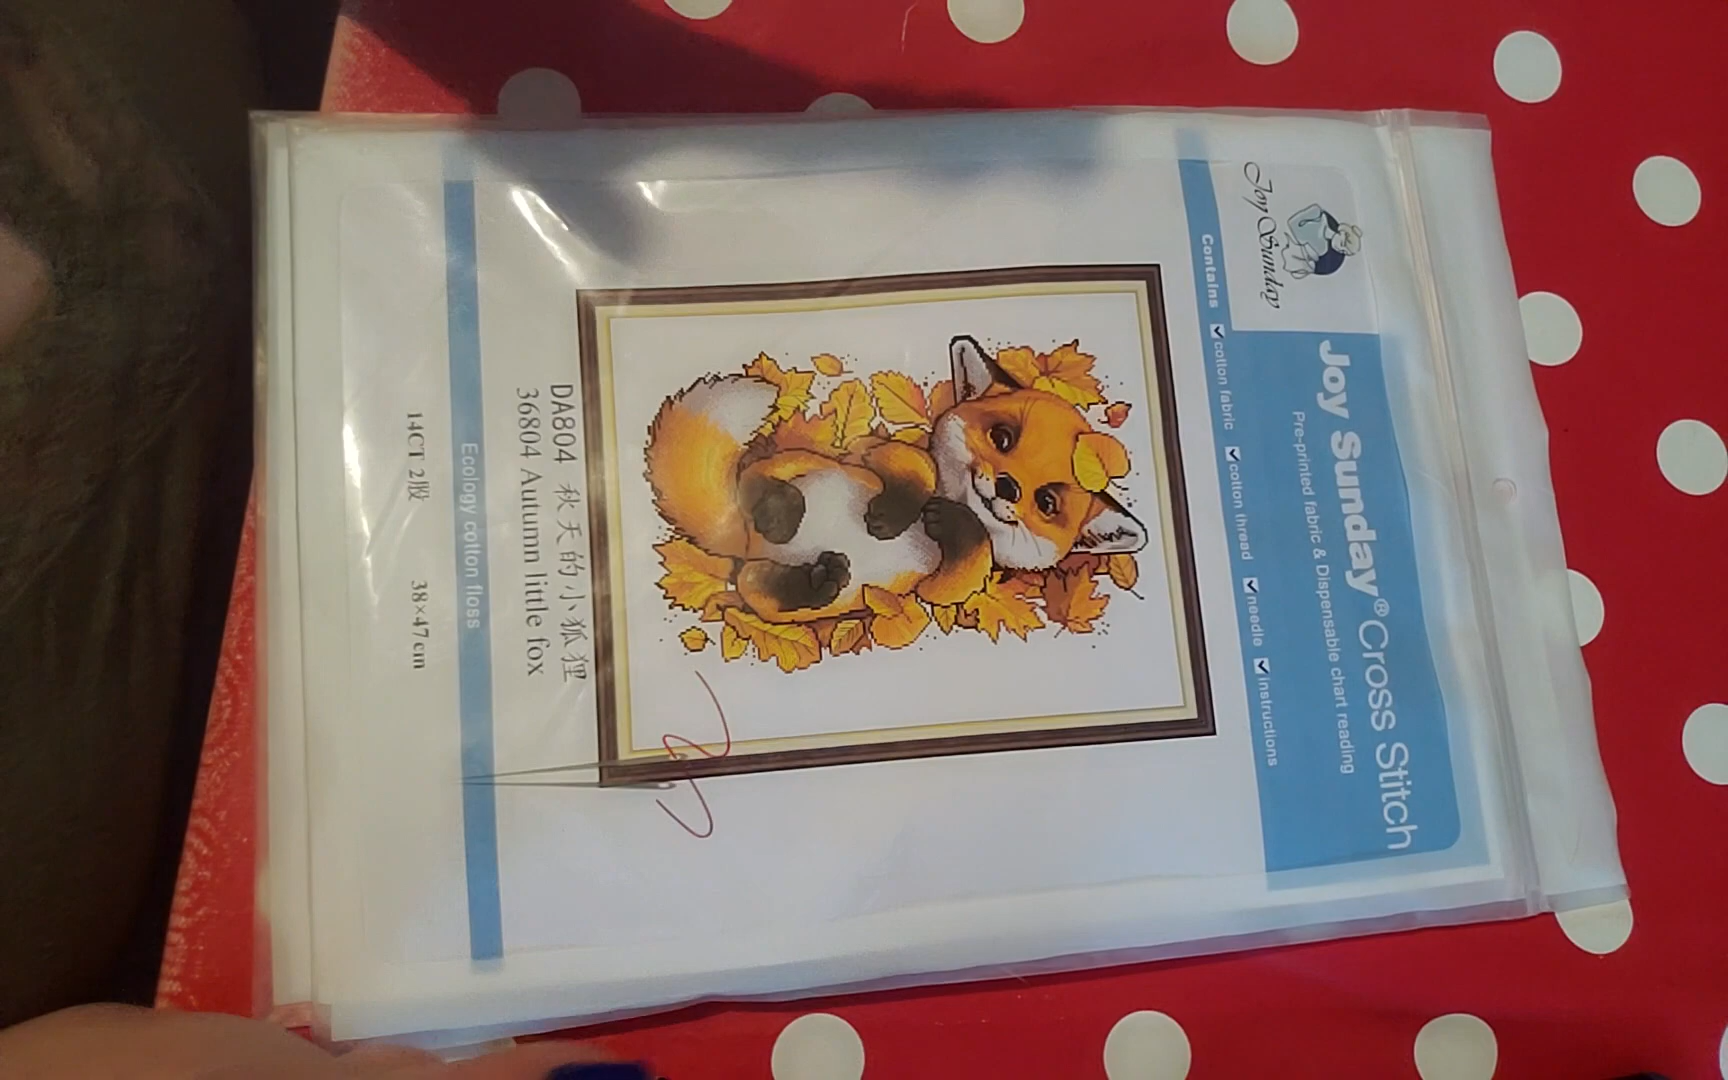 Joy Sunday
Joy Sunday®Cross Stitch
Pre-printed fabric & Dispensable chart reading
Contains ☑cotton fabric ☑cotton thread ☑needle ☑instructions
DA804 秋天的小狐狸
36804 Autumn little fox
Ecology cotton floss
14CT 2股 38×47cm